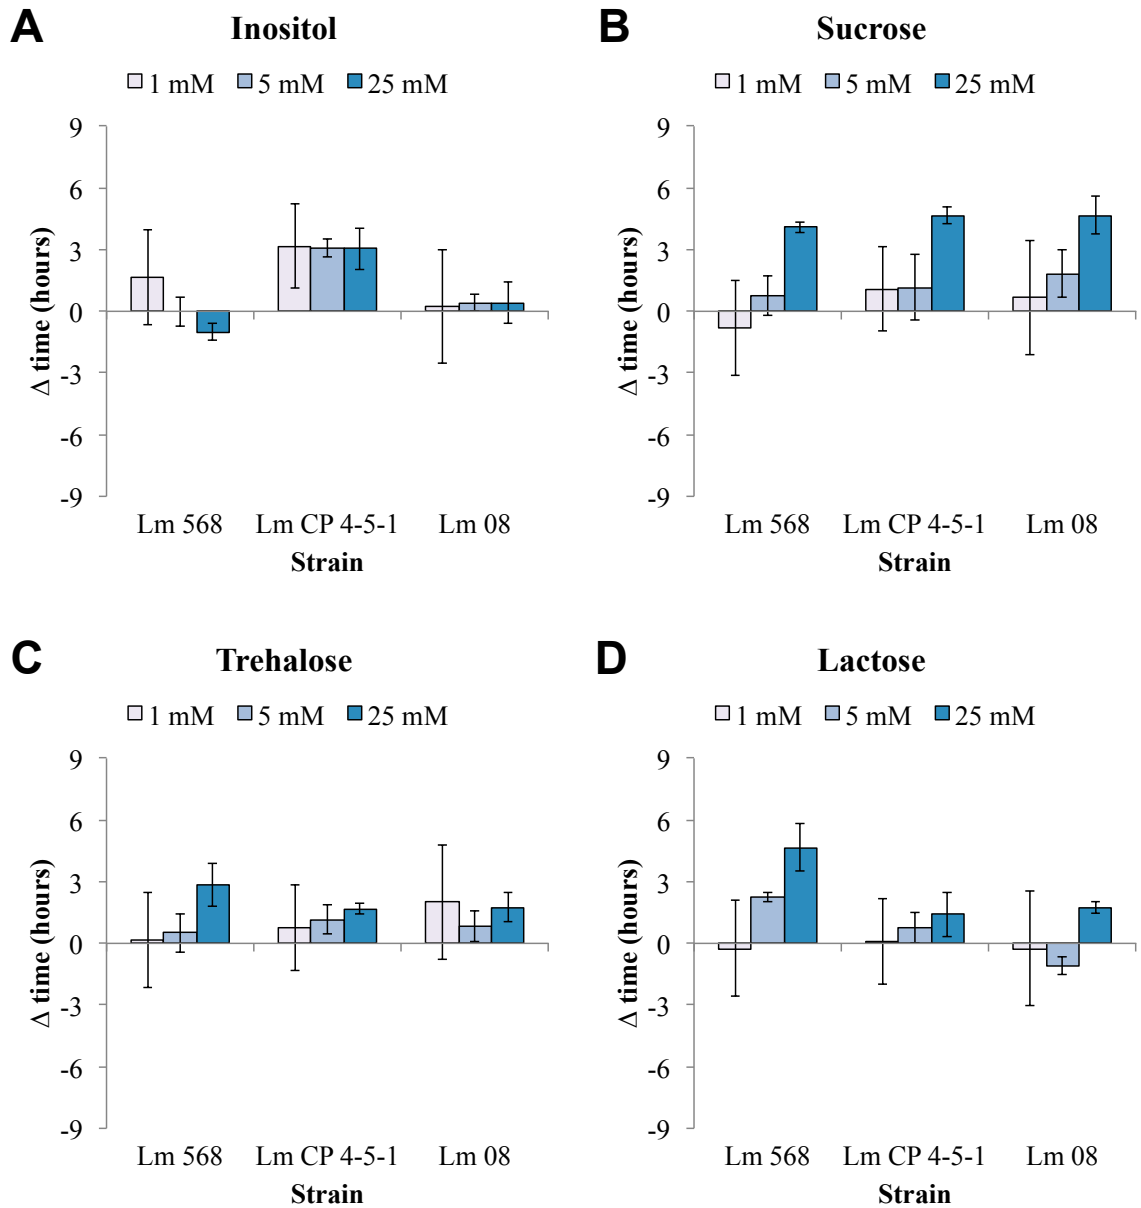 A
Inositol
1 mM 5 mM 25 mM
9
6
3
0
-3
-6
-9
Δ time (hours)
Lm 568 Lm CP 4-5-1 Lm 08
Strain
B
Sucrose
1 mM 5 mM 25 mM
9
6
3
0
-3
-6
-9
Δ time (hours)
Lm 568 Lm CP 4-5-1 Lm 08
Strain
C
Trehalose
1 mM 5 mM 25 mM
9
6
3
0
-3
-6
-9
Δ time (hours)
Lm 568 Lm CP 4-5-1 Lm 08
Strain
D
Lactose
1 mM 5 mM 25 mM
9
6
3
0
-3
-6
-9
Δ time (hours)
Lm 568 Lm CP 4-5-1 Lm 08
Strain